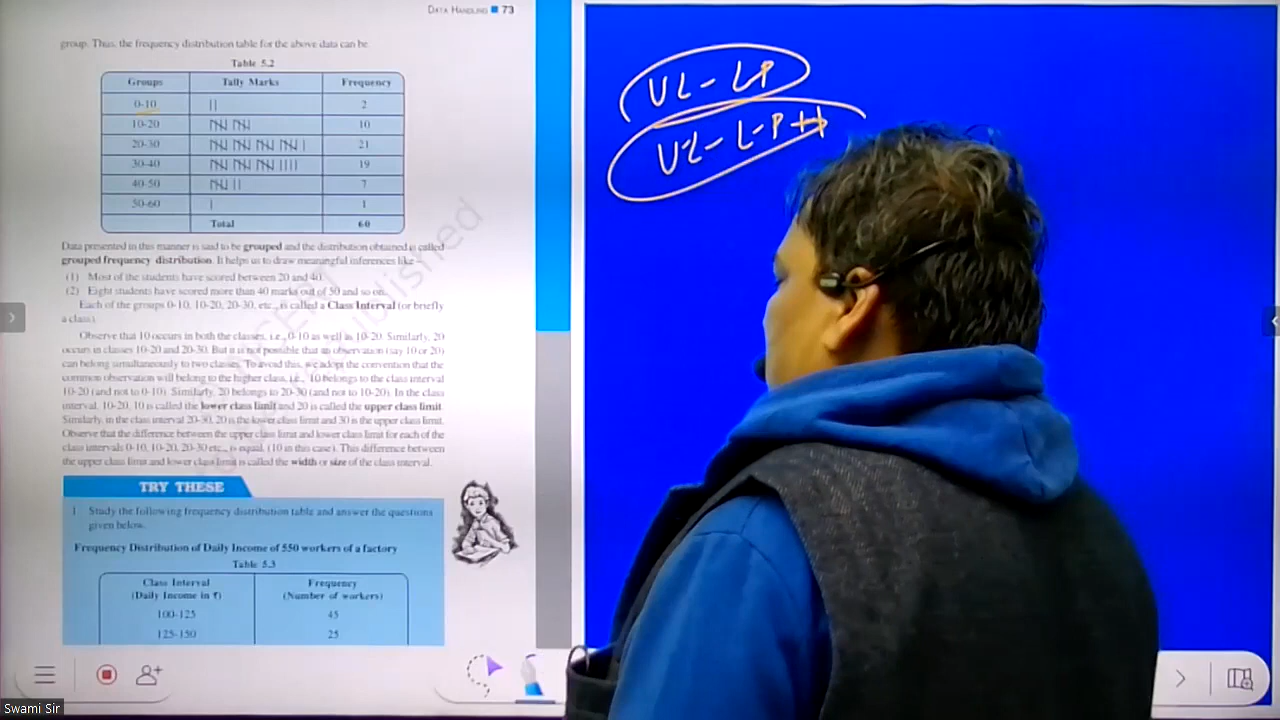 DATA HANDLING ■ 73
group. Thus, the frequency distribution table for the above data can be.
Table 5.2
Groups Tally Marks Frequency
0-10 || 2
10-20 10
20-30 21
30-40 19
40-50 7
50-60 | 1
Total 60
Data presented in this manner is said to be grouped and the distribution obtained is called
grouped frequency distribution. It helps us to draw meaningful inferences like –
(1) Most of the students have scored between 20 and 40.
(2) Eight students have scored more than 40 marks out of 50 and so on.
Each of the groups 0-10, 10-20, 20-30, etc., is called a Class Interval (or briefly
a class).
Observe that 10 occurs in both the classes, i.e., 0-10 as well as 10-20. Similarly, 20
occurs in classes 10-20 and 20-30. But it is not possible that an observation (say 10 or 20)
can belong simultaneously to two classes. To avoid this, we adopt the convention that the
common observation will belong to the higher class, i.e., 10 belongs to the class interval
10-20 (and not to 0-10). Similarly, 20 belongs to 20-30 (and not to 10-20). In the class
interval, 10-20, 10 is called the lower class limit and 20 is called the upper class limit.
Similarly, in the class interval 20-30, 20 is the lower class limit and 30 is the upper class limit.
Observe that the difference between the upper class limit and lower class limit for each of the
class intervals 0-10, 10-20, 20-30 etc., is equal, (10 in this case). This difference between
the upper class limit and lower class limit is called the width or size of the class interval.
TRY THESE
1. Study the following frequency distribution table and answer the questions
given below.
Frequency Distribution of Daily Income of 550 workers of a factory
Table 5.3
Class Interval Frequency
(Daily Income in ₹) (Number of workers)
100-125 45
125-150 25
UL - LP
Swami Sir